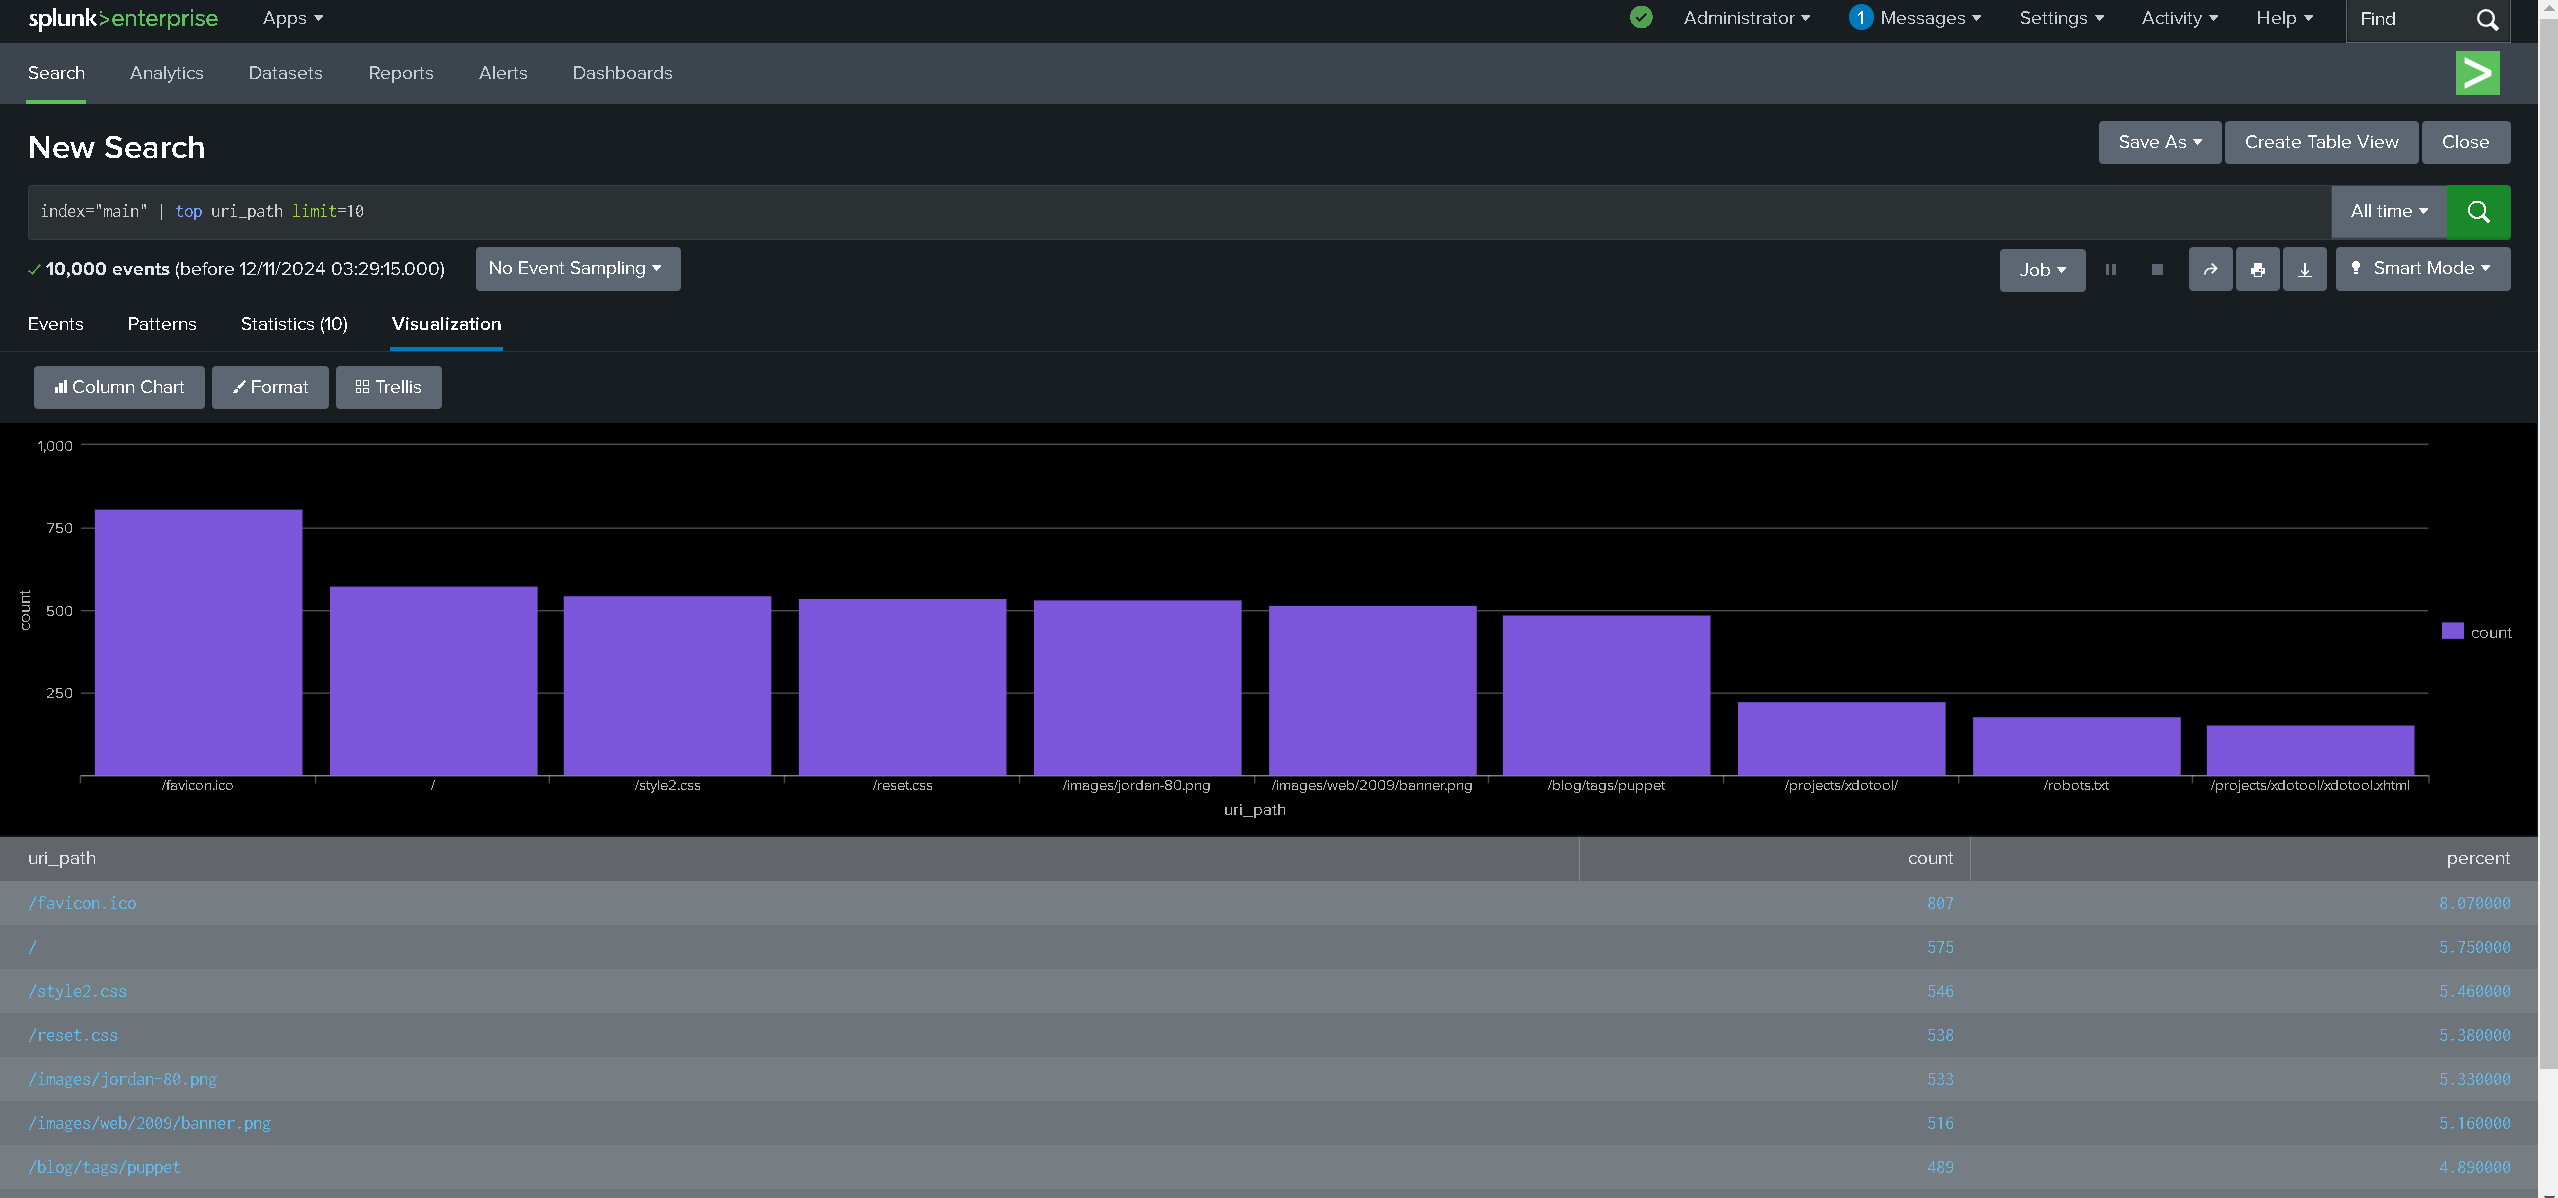 splunk>enterprise Apps Administrator 1 Messages Settings Activity Help Find
Search Analytics Datasets Reports Alerts Dashboards
New Search Save As Create Table View Close
index="main" | top uri_path limit=10 All time
10,000 events (before 12/11/2024 03:29:15.000) No Event Sampling Job Smart Mode
Events Patterns Statistics (10) Visualization
Column Chart Format Trellis
1,000
750
500
250
count
count
/favicon.ico / /style2.css /reset.css /images/jordan-80.png /images/web/2009/banner.png /blog/tags/puppet /projects/xdotool/ /robots.txt /projects/xdotool/xdotool.xhtml
uri_path
uri_path count percent
/favicon.ico 807 8.070000
/ 575 5.750000
/style2.css 546 5.460000
/reset.css 538 5.380000
/images/jordan-80.png 533 5.330000
/images/web/2009/banner.png 516 5.160000
/blog/tags/puppet 489 4.890000